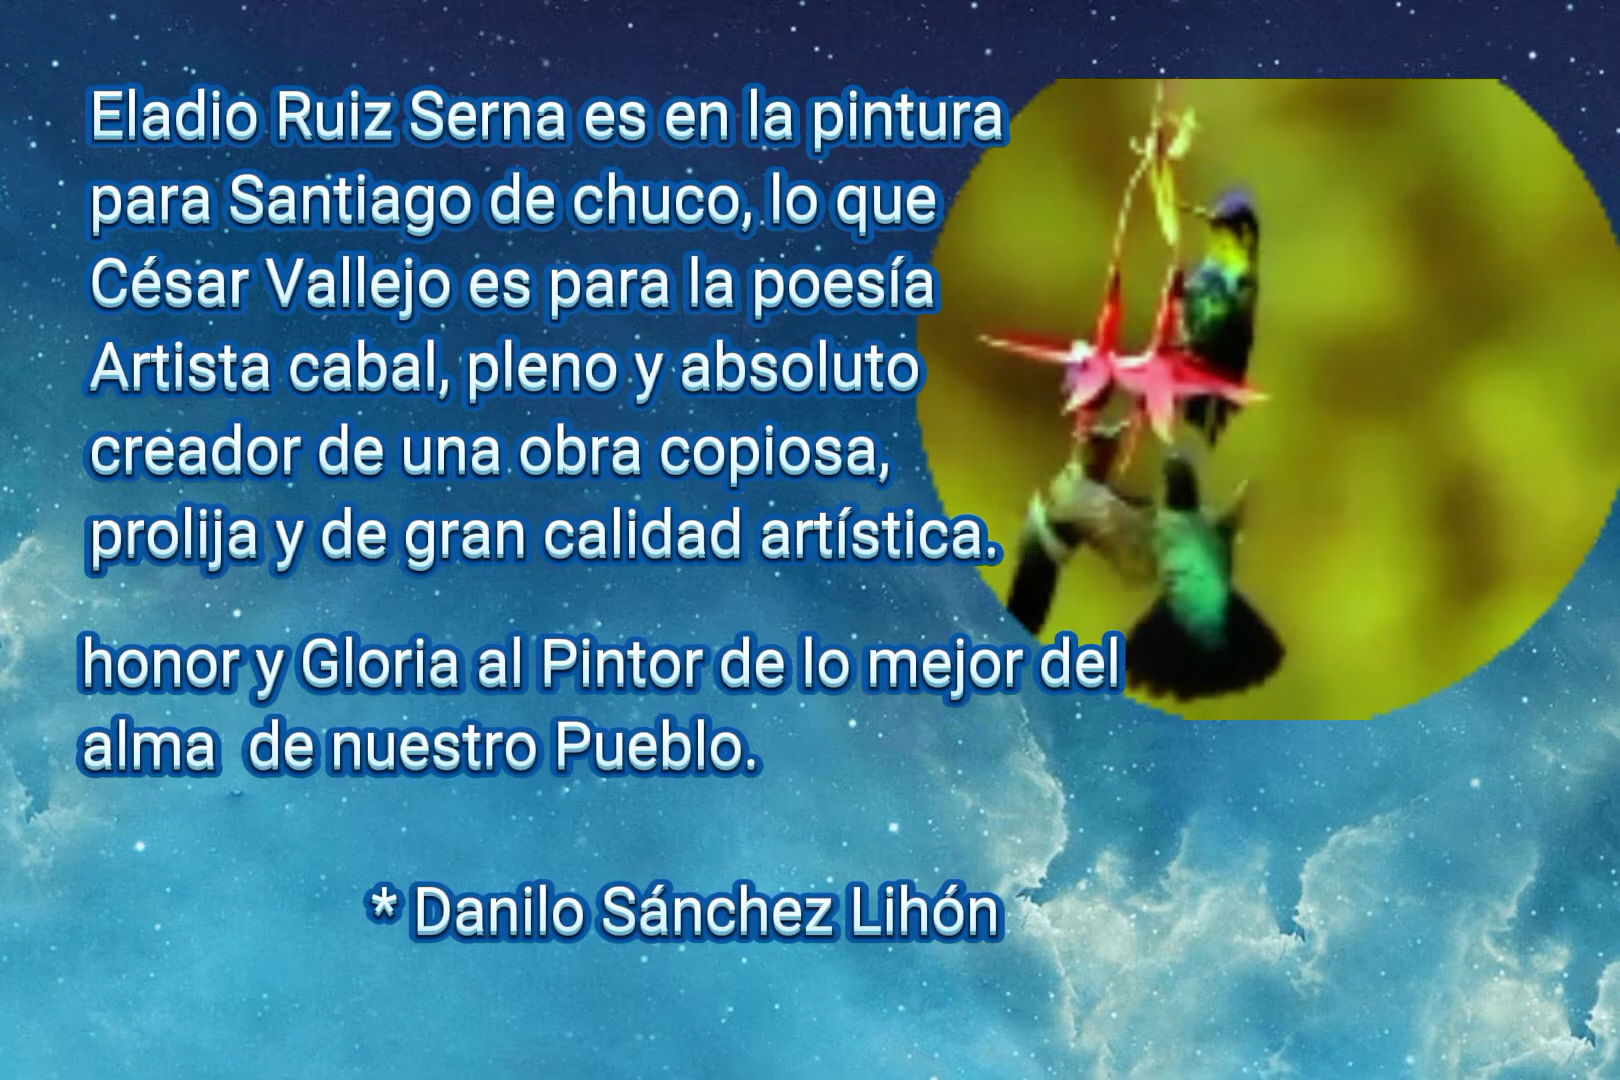 Eladio Ruiz Serna es en la pintura
para Santiago de chuco, lo que
César Vallejo es para la poesía
Artista cabal, pleno y absoluto
creador de una obra copiosa,
prolija y de gran calidad artística.
honor y Gloria al Pintor de lo mejor del
alma  de nuestro Pueblo.
* Danilo Sánchez Lihón